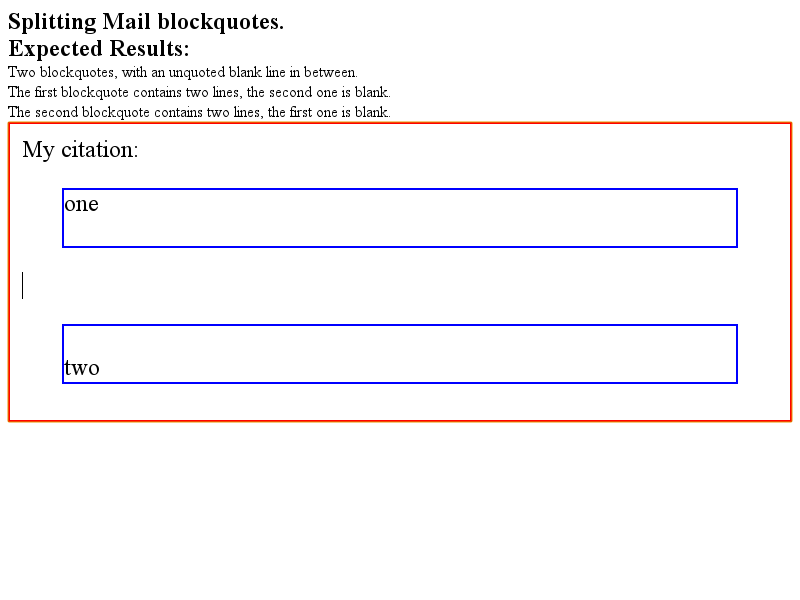 Splitting Mail blockquotes.
Expected Results:
Two blockquotes, with an unquoted blank line in between.
The first blockquote contains two lines, the second one is blank.
The second blockquote contains two lines, the first one is blank.
My citation:
one
two